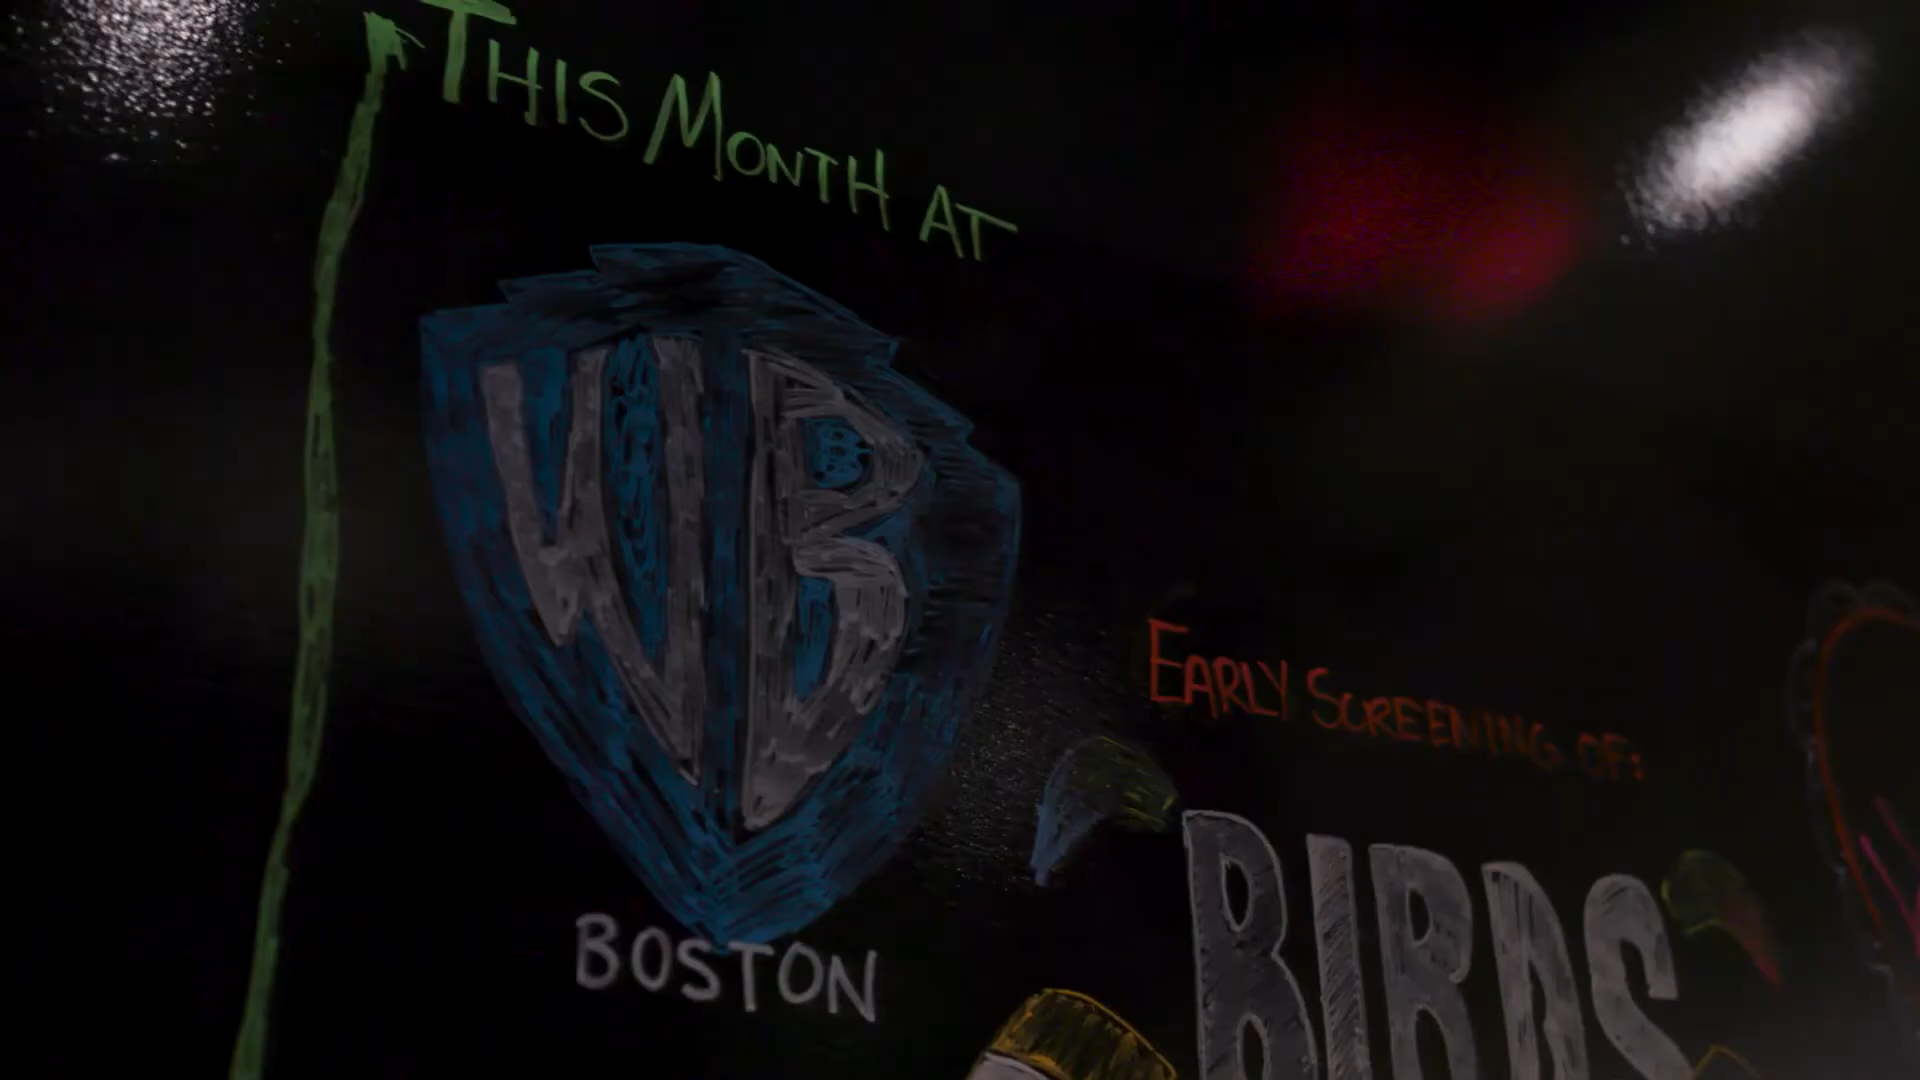 THIS MONTH AT
WB
BOSTON
EARLY SCREENING OF:
BIRDS